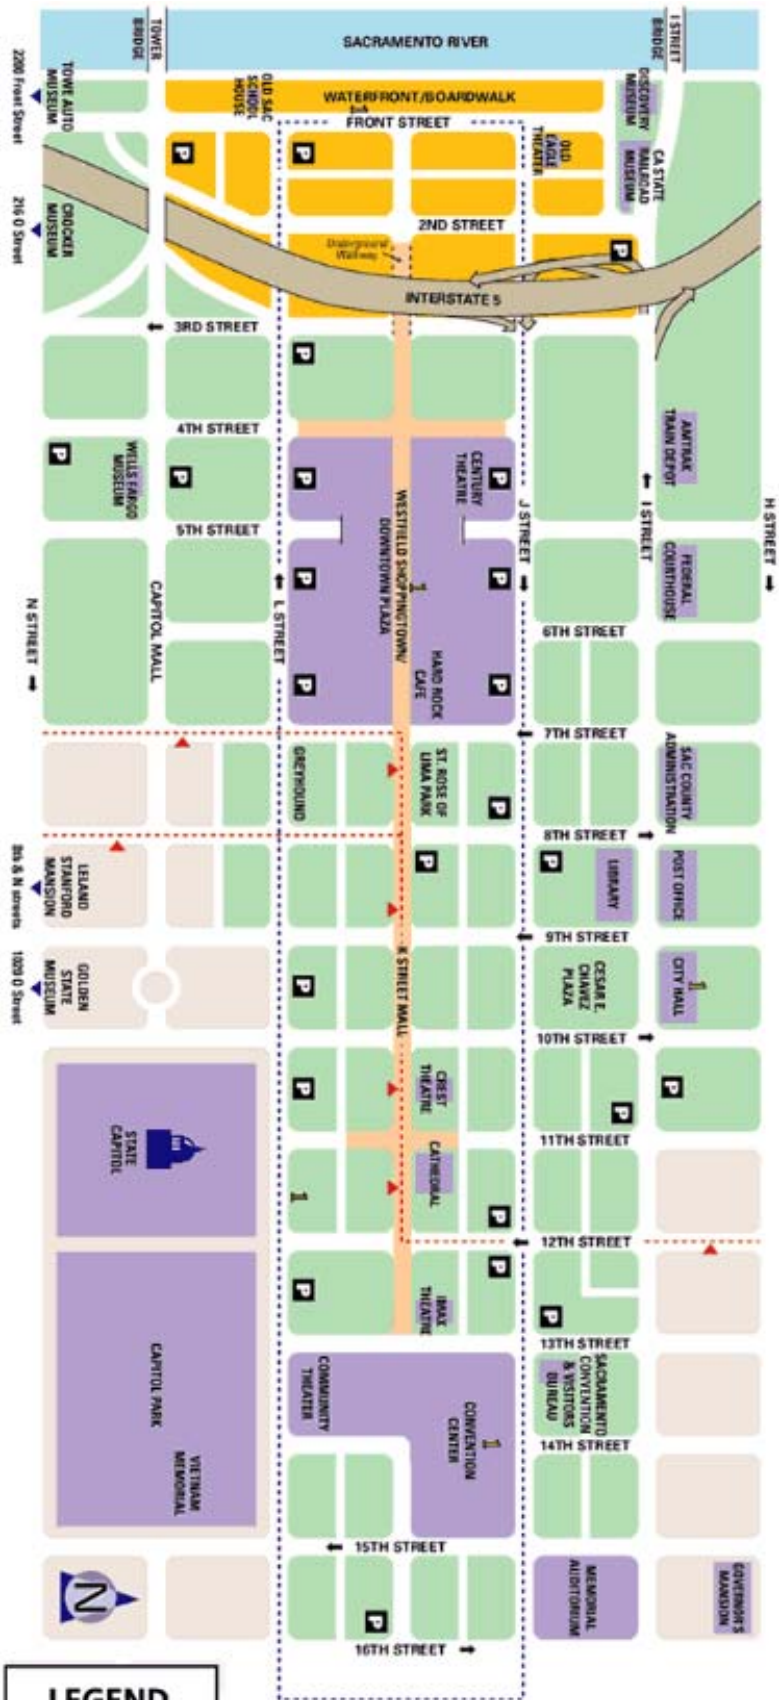 SACRAMENTO RIVER
TOWER
BRIDGE
I STREET
BRIDGE
TOWE AUTO
MUSEUM
2200 Front Street
OLD SAC
SCHOOL
HOUSE
WATERFRONT/BOARDWALK
1
FRONT STREET
DISCOVERY
MUSEUM
OLD
EAGLE
THEATER
CA STATE
RAILROAD
MUSEUM
P
P
CROCKER
MUSEUM
216 O Street
2ND STREET
Underground
Walkway
P
INTERSTATE 5
3RD STREET
P
4TH STREET
AMTRAK
TRAIN DEPOT
P
WELLS FARGO
MUSEUM
P
P
CENTURY
THEATRE
P
5TH STREET
J STREET
I STREET
H STREET
FEDERAL
COURTHOUSE
WESTFIELD SHOPPINGTOWN/
DOWNTOWN PLAZA
1
P
P
N STREET
CAPITOL MALL
L STREET
6TH STREET
HARD ROCK
CAFE
P
P
7TH STREET
GREYHOUND
ST. ROSE OF
LIMA PARK
P
SAC COUNTY
ADMINISTRATION
8TH STREET
LELAND
STANFORD
MANSION
8th & N streets
P
P
LIBRARY
POST OFFICE
9TH STREET
K STREET MALL
GOLDEN
STATE
MUSEUM
1020 O Street
P
CESAR E.
CHAVEZ
PLAZA
CITY HALL
1
10TH STREET
P
CREST
THEATRE
P
P
11TH STREET
STATE
CAPITOL
1
CATHEDRAL
P
12TH STREET
P
IMAX
THEATRE
P
P
13TH STREET
CAPITOL PARK
VIETNAM
MEMORIAL
COMMUNITY
THEATER
CONVENTION
CENTER
1
SACRAMENTO
CONVENTION
& VISITORS
BUREAU
14TH STREET
15TH STREET
P
MEMORIAL
AUDITORIUM
GOVERNOR'S
MANSION
16TH STREET
N
LEGEND